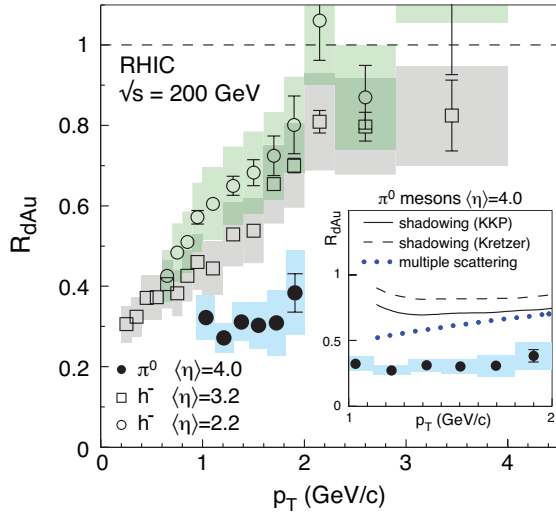 1
0.8
0.6
0.4
0.2
0
R_dAu
RHIC
√s = 200 GeV
π⁰ ⟨η⟩=4.0
h⁻ ⟨η⟩=3.2
h⁻ ⟨η⟩=2.2
0 1 2 3 4
p_T (GeV/c)
π⁰ mesons ⟨η⟩=4.0
R_dAu
shadowing (KKP)
shadowing (Kretzer)
multiple scattering
1
0.5
0
1 2
p_T (GeV/c)